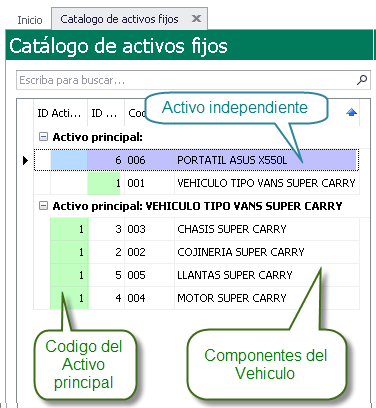 Inicio Catalogo de activos fijos
Catálogo de activos fijos
Escriba para buscar...
ID Acti... ID ... Co
Activo independiente
Activo principal:
6 006 PORTATIL ASUS X550L
1 001 VEHICULO TIPO VANS SUPER CARRY
Activo principal: VEHICULO TIPO VANS SUPER CARRY
1 3 003 CHASIS SUPER CARRY
1 2 002 COJINERIA SUPER CARRY
1 5 005 LLANTAS SUPER CARRY
1 4 004 MOTOR SUPER CARRY
Codigo del
Activo
principal
Componentes del
Vehiculo